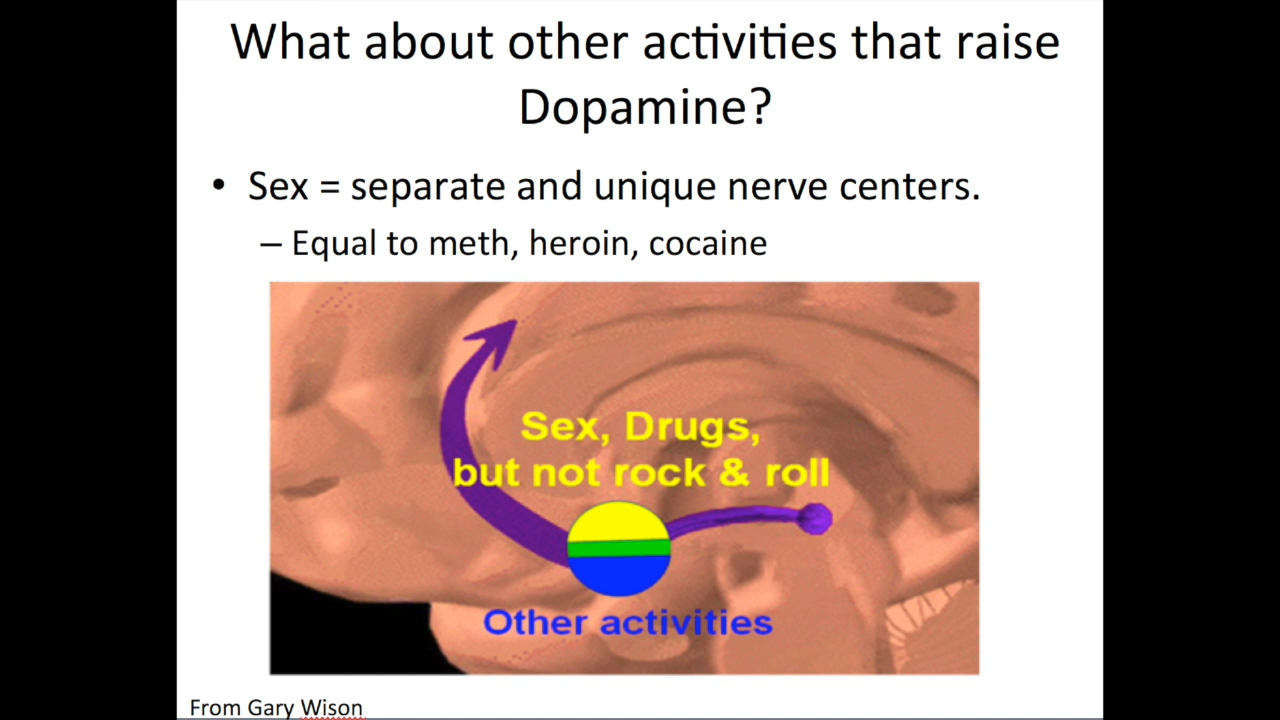 What about other activities that raise
Dopamine?
• Sex = separate and unique nerve centers.
– Equal to meth, heroin, cocaine
Sex, Drugs,
but not rock & roll
Other activities
From Gary Wison